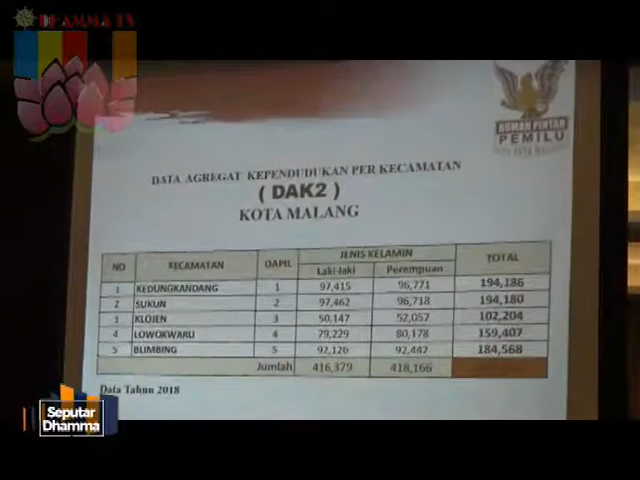 DHAMMA TV
RUMAH PINTAR
PEMILU
KOTA MALANG
DATA AGREGAT KEPENDUDUKAN PER KECAMATAN
( DAK2 )
KOTA MALANG
NO KECAMATAN DAPIL JENIS KELAMIN TOTAL
Laki-laki Perempuan
1 KEDUNGKANDANG 1 97,415 96,771 194,186
2 SUKUN 2 97,462 96,718 194,180
3 KLOJEN 3 50,147 52,057 102,204
4 LOWOKWARU 4 79,229 80,178 159,407
5 BLIMBING 5 92,126 92,442 184,568
Jumlah 416,379 418,166
Data Tahun 2018
Seputar
Dhamma